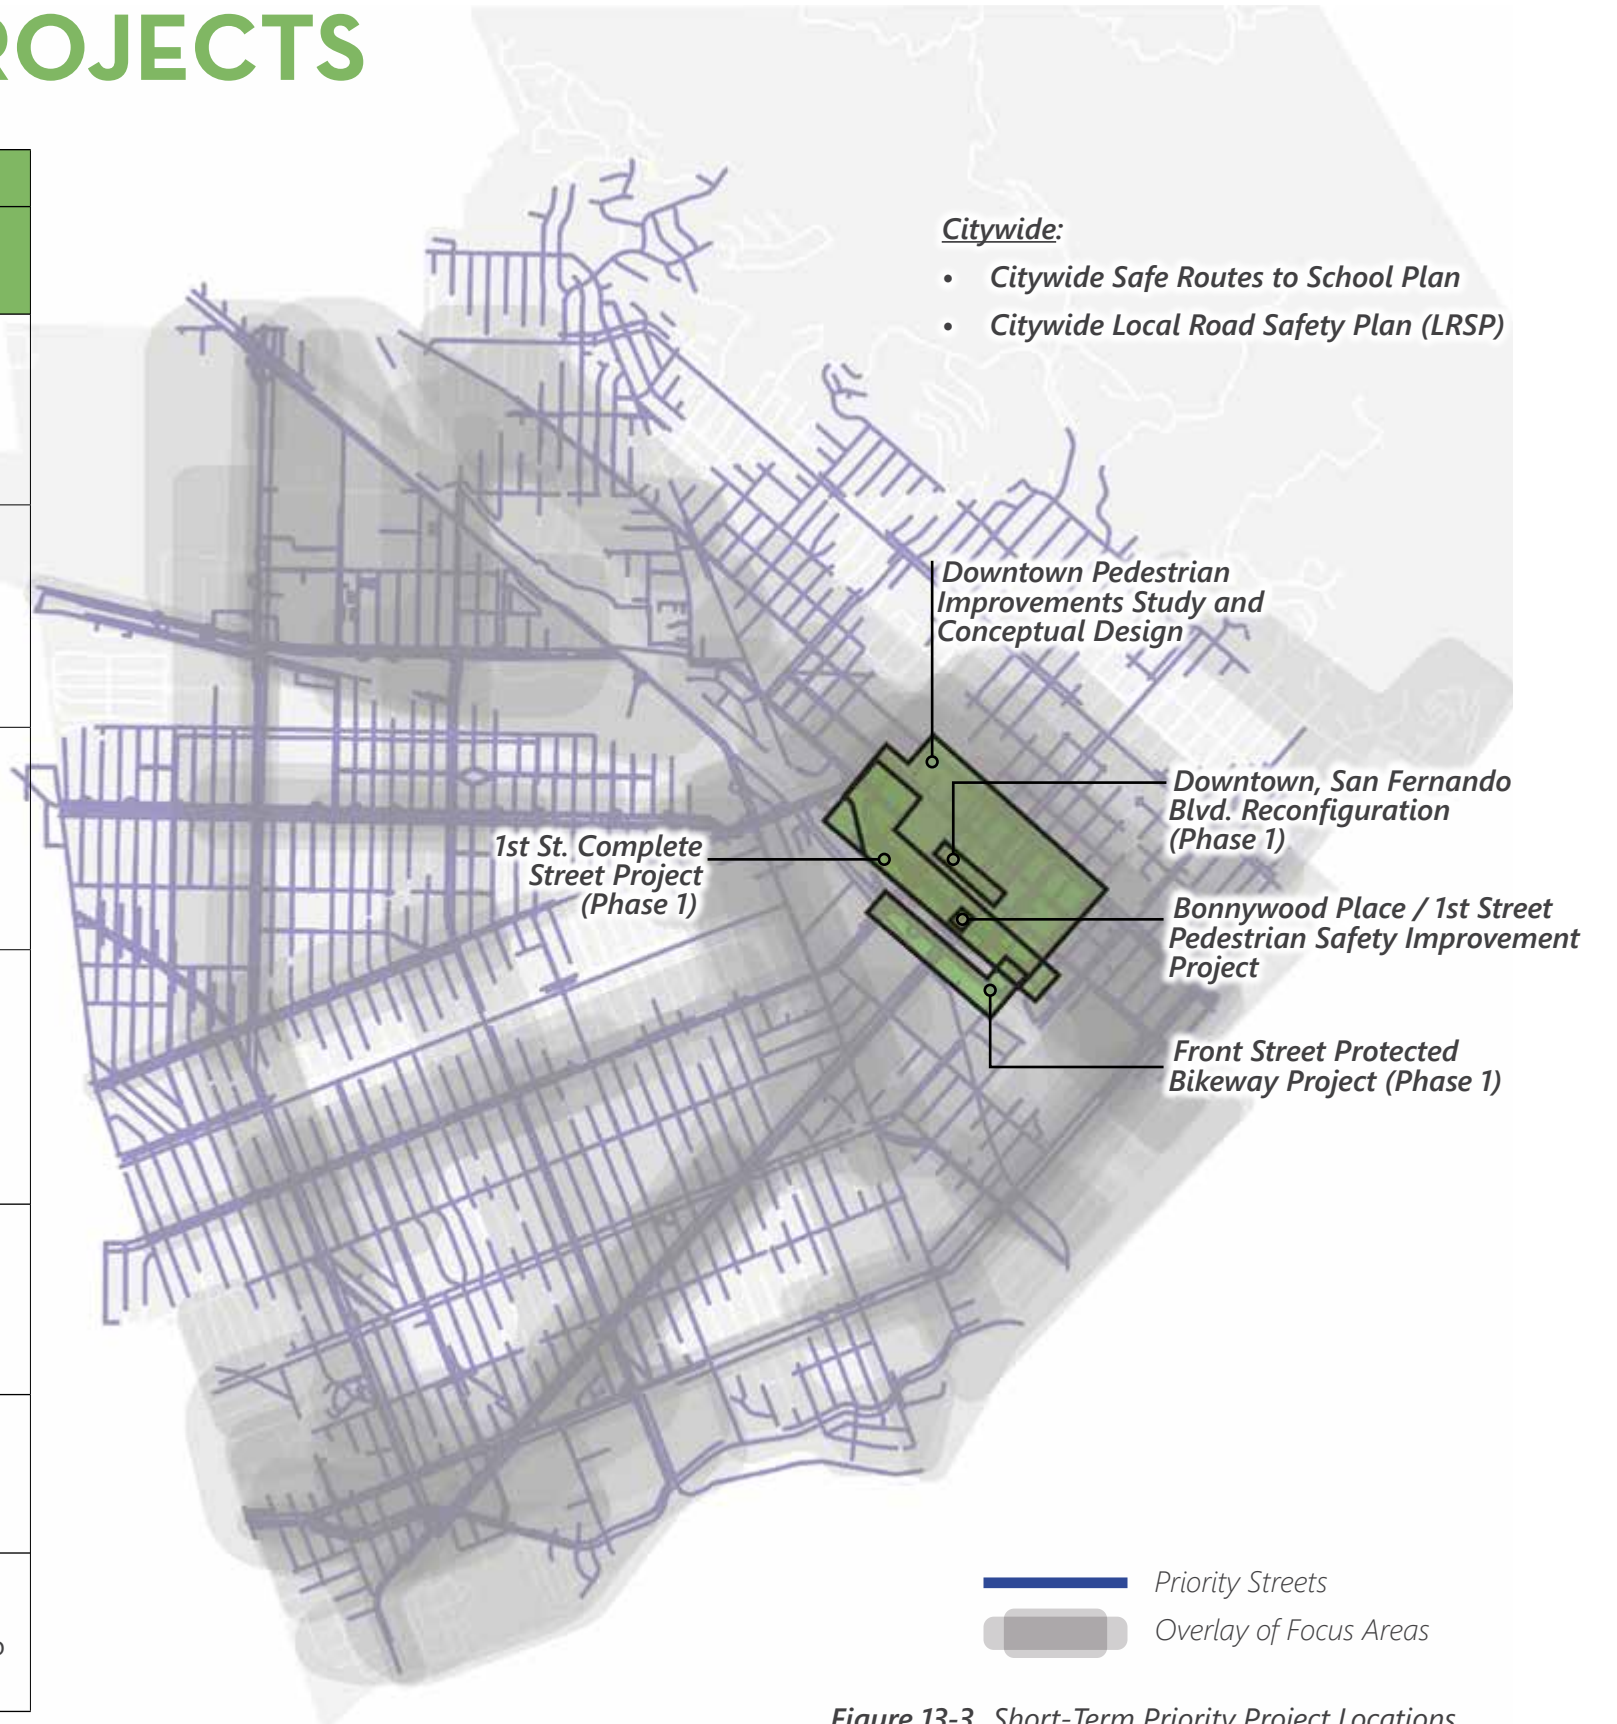 ROJECTS
Citywide:
• Citywide Safe Routes to School Plan
• Citywide Local Road Safety Plan (LRSP)
Downtown Pedestrian
Improvements Study and
Conceptual Design
Downtown, San Fernando
Blvd. Reconfiguration
(Phase 1)
1st St. Complete
Street Project
(Phase 1)
Bonnywood Place / 1st Street
Pedestrian Safety Improvement
Project
Front Street Protected
Bikeway Project (Phase 1)
Priority Streets
Overlay of Focus Areas
Figure 13-3 Short-Term Priority Project Locations